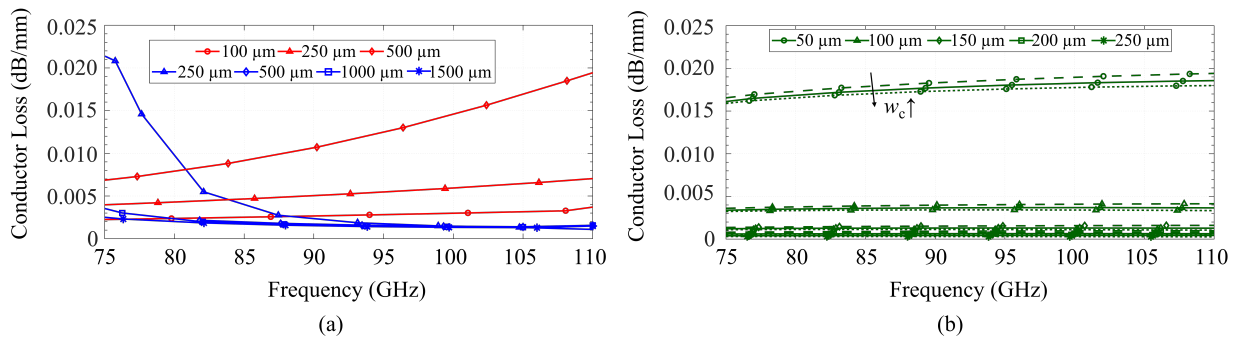 0.025
0.020
0.015
0.010
0.005
0
Conductor Loss (dB/mm)
100 µm 250 µm 500 µm
250 µm 500 µm 1000 µm 1500 µm
75 80 85 90 95 100 105 110
Frequency (GHz)
(a)
0.025
0.020
0.015
0.010
0.005
0
Conductor Loss (dB/mm)
50 µm 100 µm 150 µm 200 µm 250 µm
wc↑
75 80 85 90 95 100 105 110
Frequency (GHz)
(b)